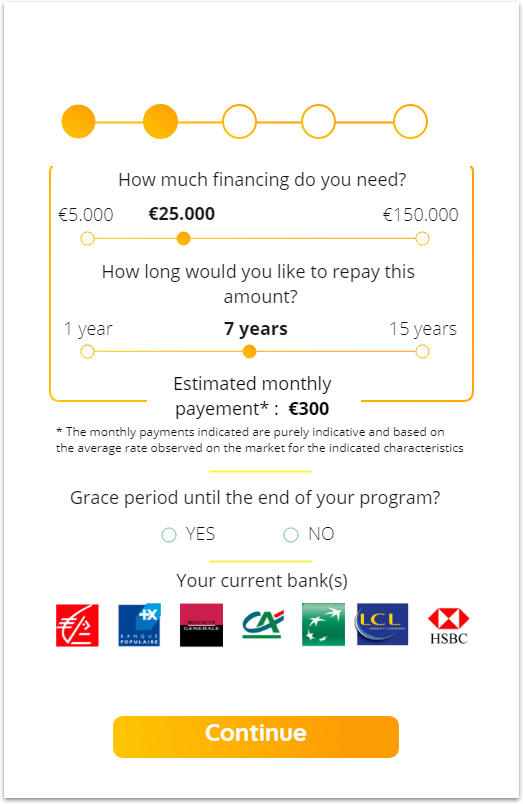 How much financing do you need?
€5.000 €25.000 €150.000
How long would you like to repay this
amount?
1 year 7 years 15 years
Estimated monthly
payement* : €300
* The monthly payments indicated are purely indicative and based on
the average rate observed on the market for the indicated characteristics
Grace period until the end of your program?
YES NO
Your current bank(s)
BANQUE
POPULAIRE
SOCIETE
GENERALE
CA
LCL
HSBC
Continue